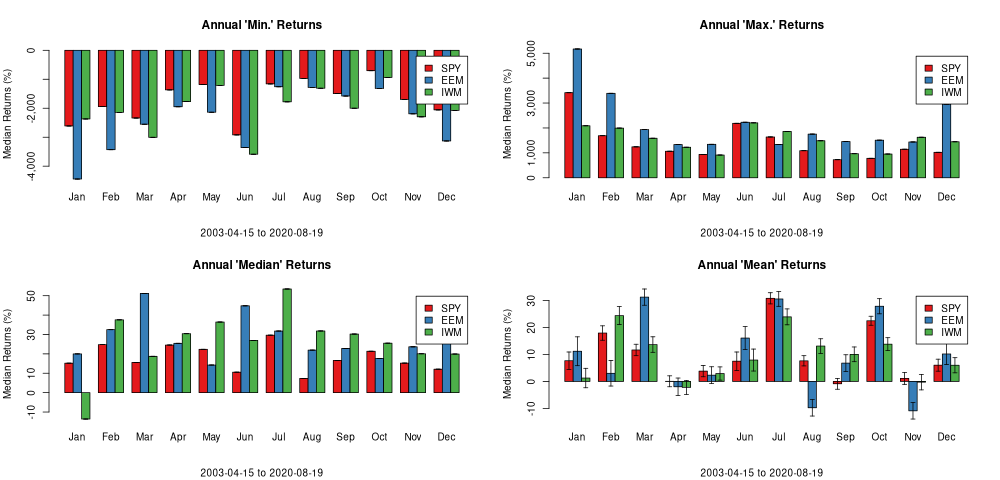 Annual 'Min.' Returns
Median Returns (%)
0
-2,000
-4,000
SPY
EEM
IWM
Jan Feb Mar Apr May Jun Jul Aug Sep Oct Nov Dec
2003-04-15 to 2020-08-19
Annual 'Max.' Returns
Median Returns (%)
5,000
3,000
1,000
0
SPY
EEM
IWM
Jan Feb Mar Apr May Jun Jul Aug Sep Oct Nov Dec
2003-04-15 to 2020-08-19
Annual 'Median' Returns
Median Returns (%)
50
30
10
0
-10
SPY
EEM
IWM
Jan Feb Mar Apr May Jun Jul Aug Sep Oct Nov Dec
2003-04-15 to 2020-08-19
Annual 'Mean' Returns
Median Returns (%)
30
20
10
0
-10
SPY
EEM
IWM
Jan Feb Mar Apr May Jun Jul Aug Sep Oct Nov Dec
2003-04-15 to 2020-08-19